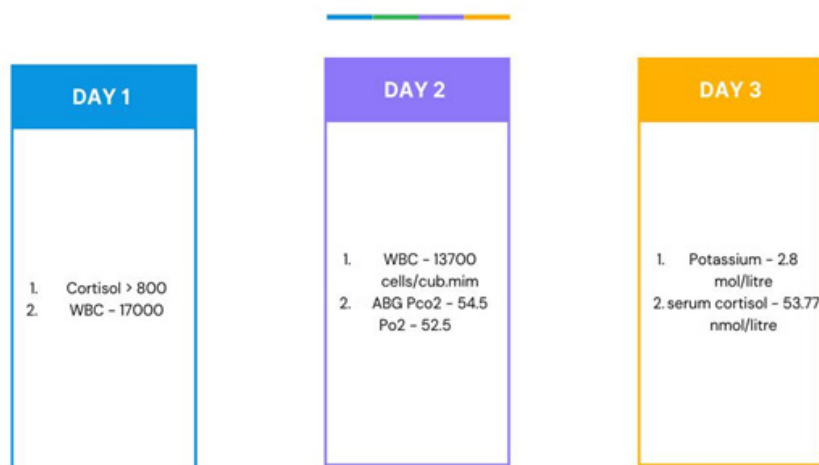 DAY 1
1. Cortisol > 800
2. WBC - 17000
DAY 2
1. WBC - 13700
cells/cub.mim
2. ABG Pco2 - 54.5
Po2 - 52.5
DAY 3
1. Potassium - 2.8
mol/litre
2. serum cortisol - 53.77
nmol/litre